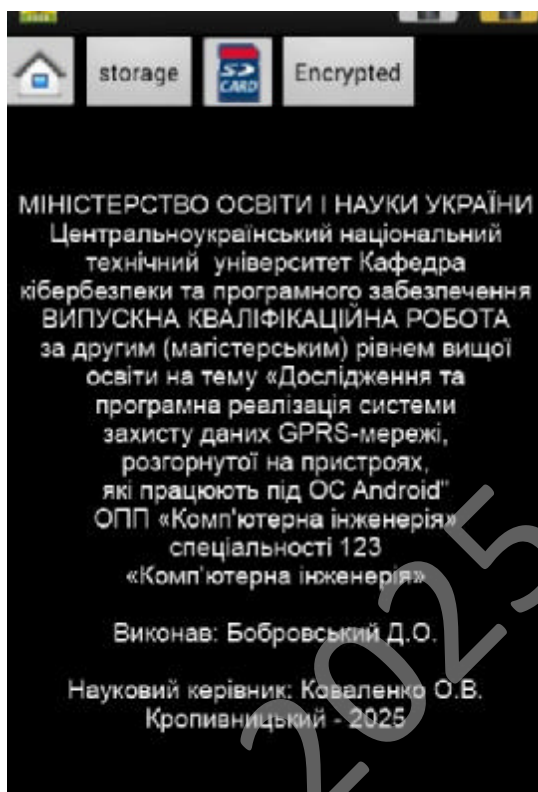 storage
SD
CARD
Encrypted
МІНІСТЕРСТВО ОСВІТИ І НАУКИ УКРАЇНИ
Центральноукраїнський національний
технічний університет Кафедра
кібербезпеки та програмного забезпечення
ВИПУСКНА КВАЛІФІКАЦІЙНА РОБОТА
за другим (магістерським) рівнем вищої
освіти на тему «Дослідження та
програмна реалізація системи
захисту даних GPRS-мережі,
розгорнутої на пристроях,
які працюють під ОС Android"
ОПП «Комп'ютерна інженерія»
спеціальності 123
«Комп'ютерна інженерія»
Виконав: Бобровський Д.О.
Науковий керівник: Коваленко О.В.
Кропивницький - 2025
2025